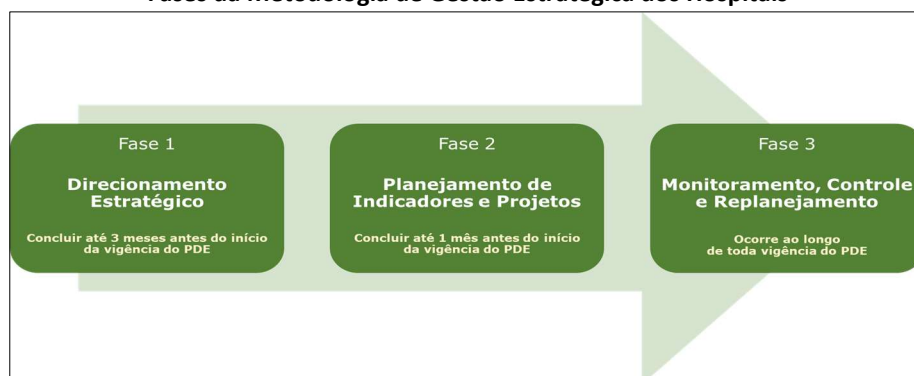 Fases da Metodologia de Gestão Estratégica dos Hospitais
Fase 1
Direcionamento
Estratégico
Concluir até 3 meses antes do início
da vigência do PDE
Fase 2
Planejamento de
Indicadores e Projetos
Concluir até 1 mês antes do início
da vigência do PDE
Fase 3
Monitoramento, Controle
e Replanejamento
Ocorre ao longo
de toda vigência do PDE